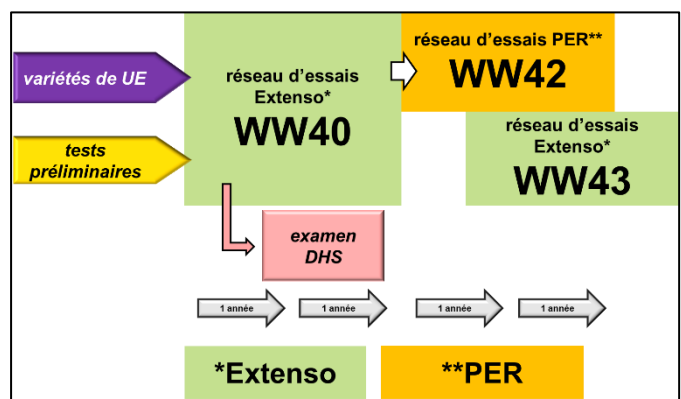 variétés de UE
tests
préliminaires
réseau d’essais
Extenso*
WW40
réseau d’essais PER**
WW42
réseau d’essais
Extenso*
WW43
examen
DHS
1 année
1 année
1 année
1 année
*Extenso
**PER